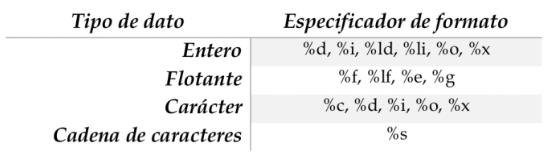 Tipo de dato Especificador de formato
Entero %d, %i, %ld, %li, %o, %x
Flotante %f, %lf, %e, %g
Carácter %c, %d, %i, %o, %x
Cadena de caracteres %s